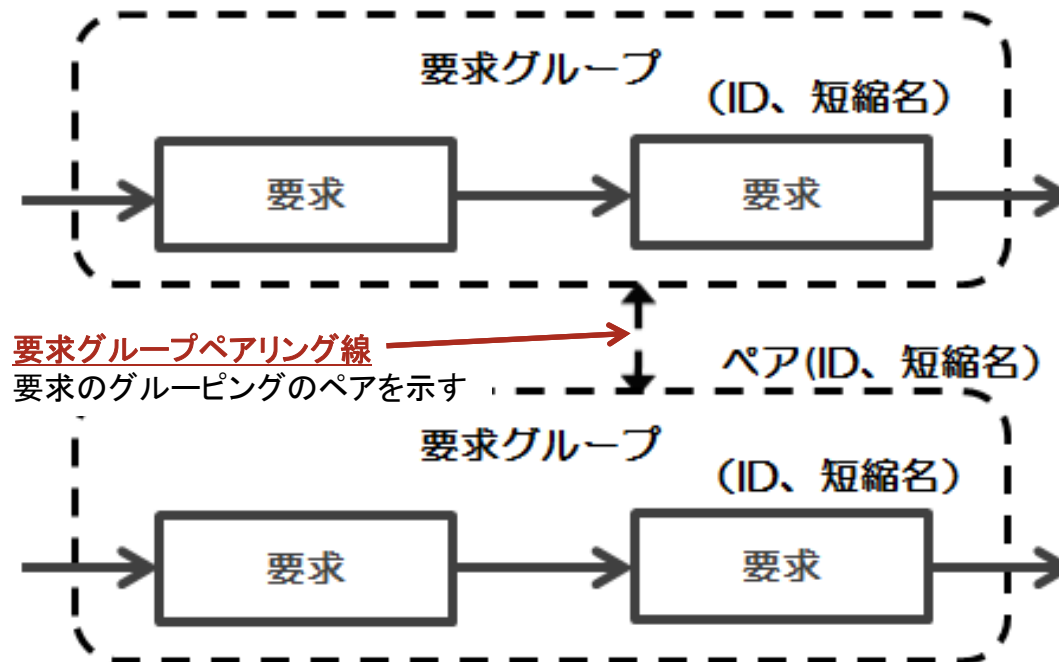 要求グループ
（ID、短縮名）
要求
要求
要求グループペアリング線
要求のグルーピングのペアを示す
ペア(ID、短縮名）
要求グループ
（ID、短縮名）
要求
要求